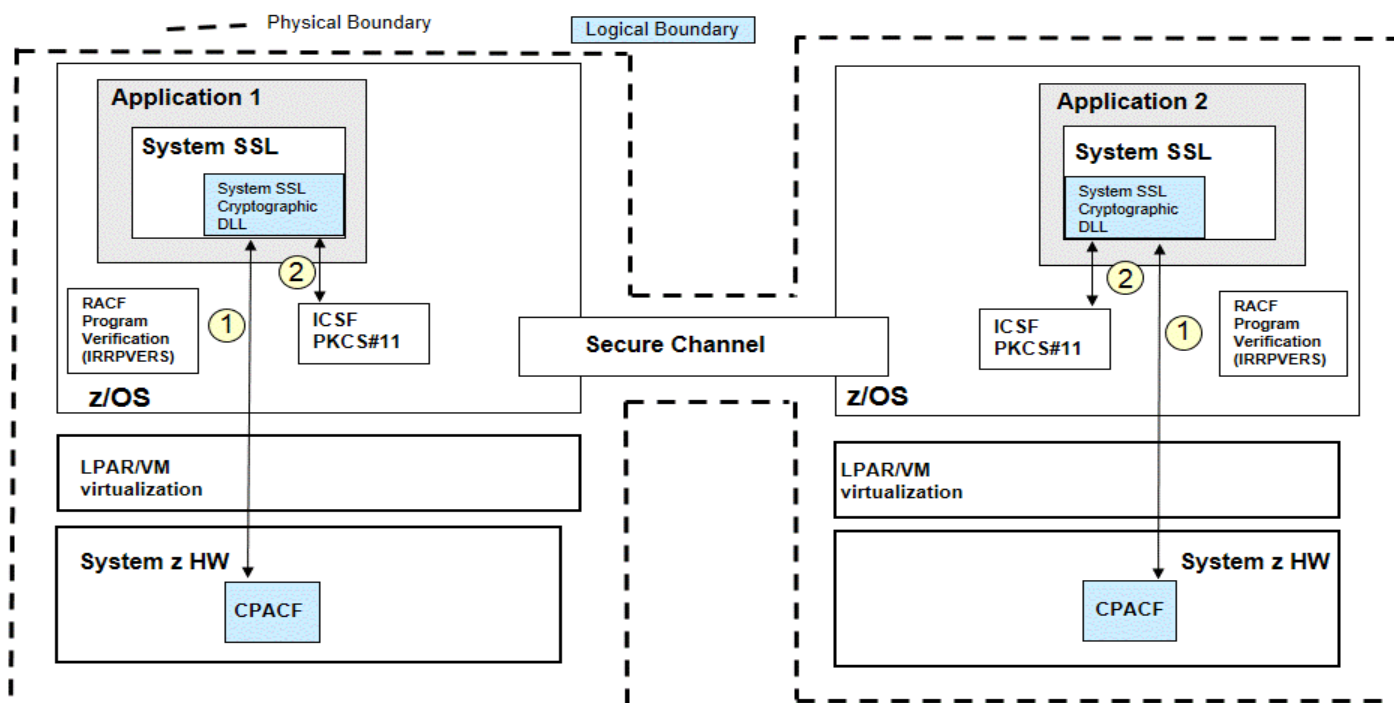 Physical Boundary
Logical Boundary
Application 1
System SSL
System SSL
Cryptographic
DLL
2
1
RACF
Program
Verification
(IRRPVERS)
ICSF
PKCS#11
z/OS
LPAR/VM
virtualization
System z HW
CPACF
Secure Channel
Application 2
System SSL
System SSL
Cryptographic
DLL
2
1
ICSF
PKCS#11
RACF
Program
Verification
(IRRPVERS)
z/OS
LPAR/VM
virtualization
System z HW
CPACF